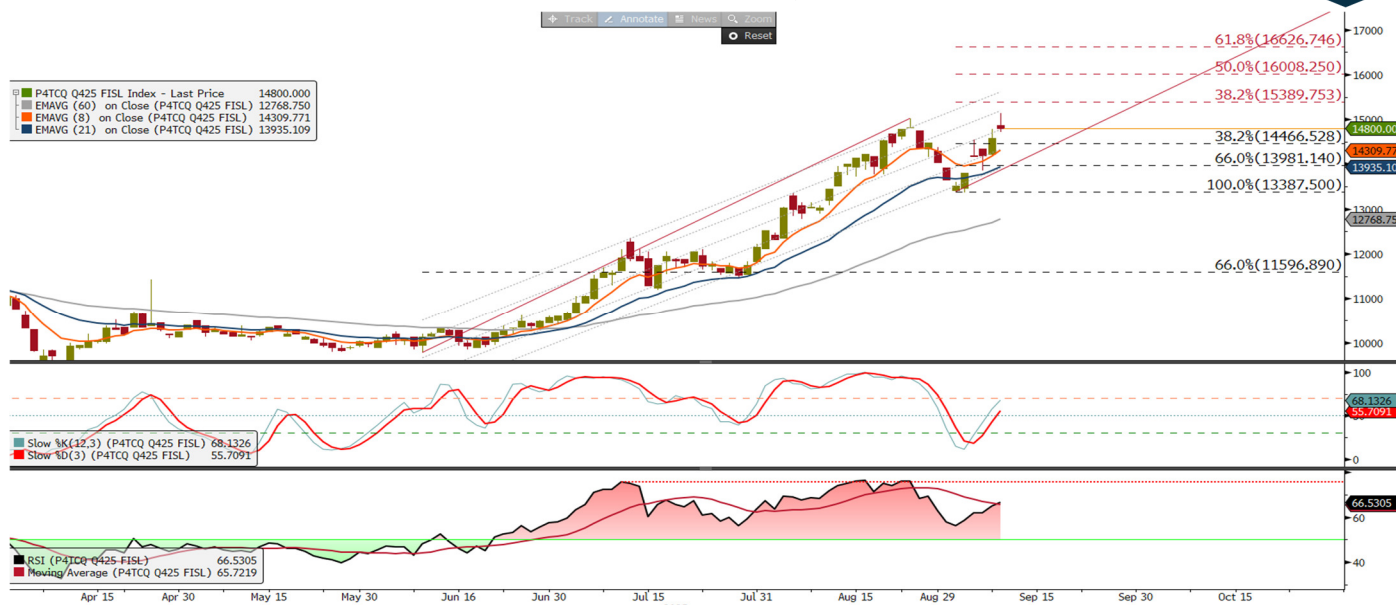 Track Annotate News Zoom
Reset
P4TCQ Q425 FISL Index - Last Price 14800.000
EMAVG (60) on Close (P4TCQ Q425 FISL) 12768.750
EMAVG (8) on Close (P4TCQ Q425 FISL) 14309.771
EMAVG (21) on Close (P4TCQ Q425 FISL) 13935.109
61.8%(16626.746)
50.0%(16008.250)
38.2%(15389.753)
38.2%(14466.528)
66.0%(13981.140)
100.0%(13387.500)
66.0%(11596.890)
17000
16000
15000
14800.00
14309.77
13935.10
13000
12768.75
12000
11000
10000
Slow %K(12,3) (P4TCQ Q425 FISL) 68.1326
Slow %D(3) (P4TCQ Q425 FISL) 55.7091
100
68.1326
55.7091
0
RSI (P4TCQ Q425 FISL) 66.5305
Moving Average (P4TCQ Q425 FISL) 65.7219
66.5305
60
40
Apr 15 Apr 30 May 15 May 30 Jun 16 Jun 30 Jul 15 Jul 31 Aug 15 Aug 29 Sep 15 Sep 30 Oct 15